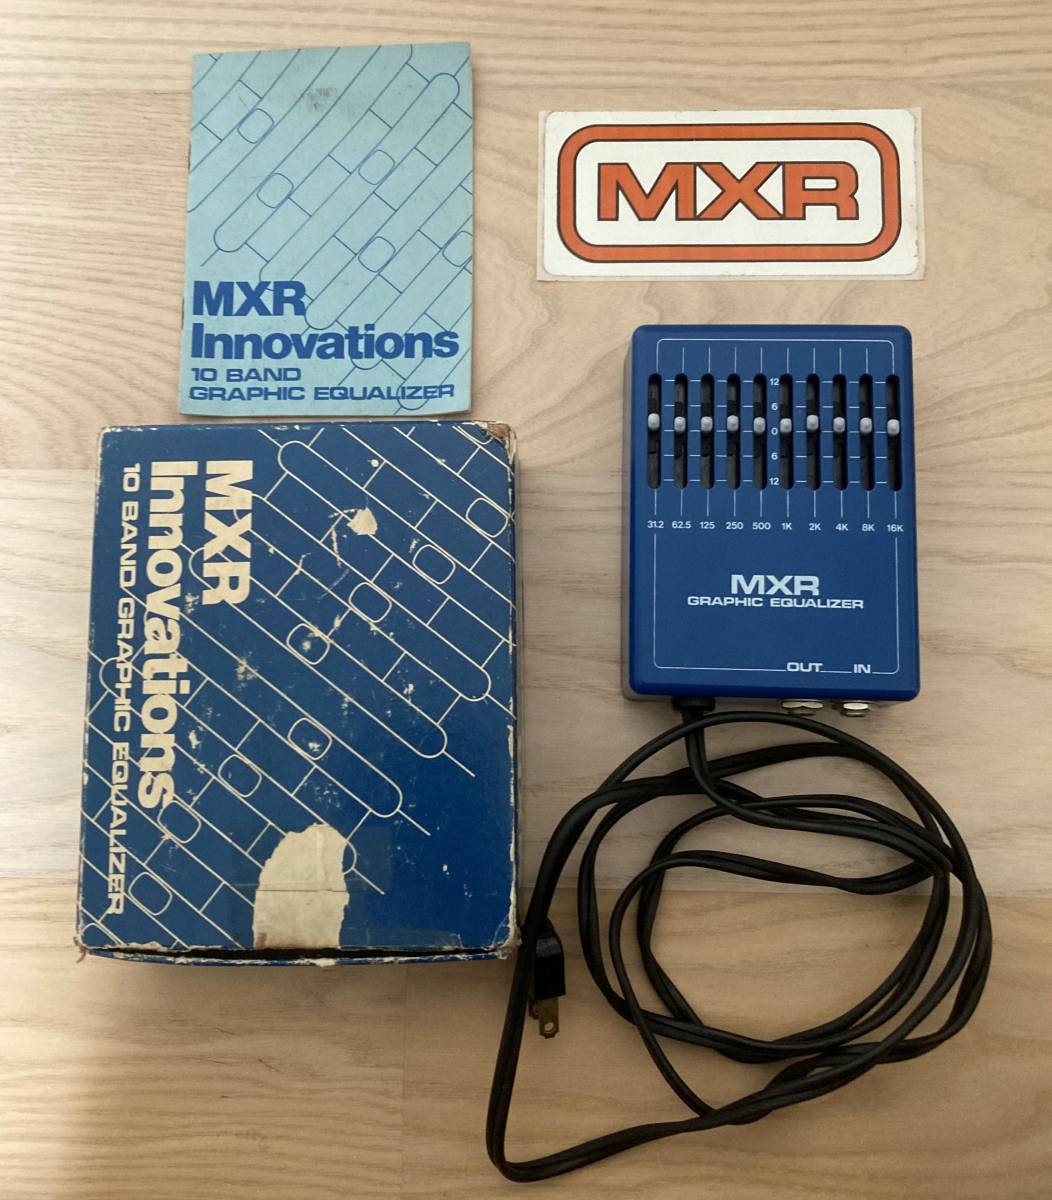 MXR
Innovations
10 BAND
GRAPHIC EQUALIZER
MXR
MXR
Innovations
10 BAND GRAPHIC EQUALIZER
12
6
0
6
12
31.2 62.5 125 250 500 1K 2K 4K 8K 16K
MXR
GRAPHIC EQUALIZER
OUT IN